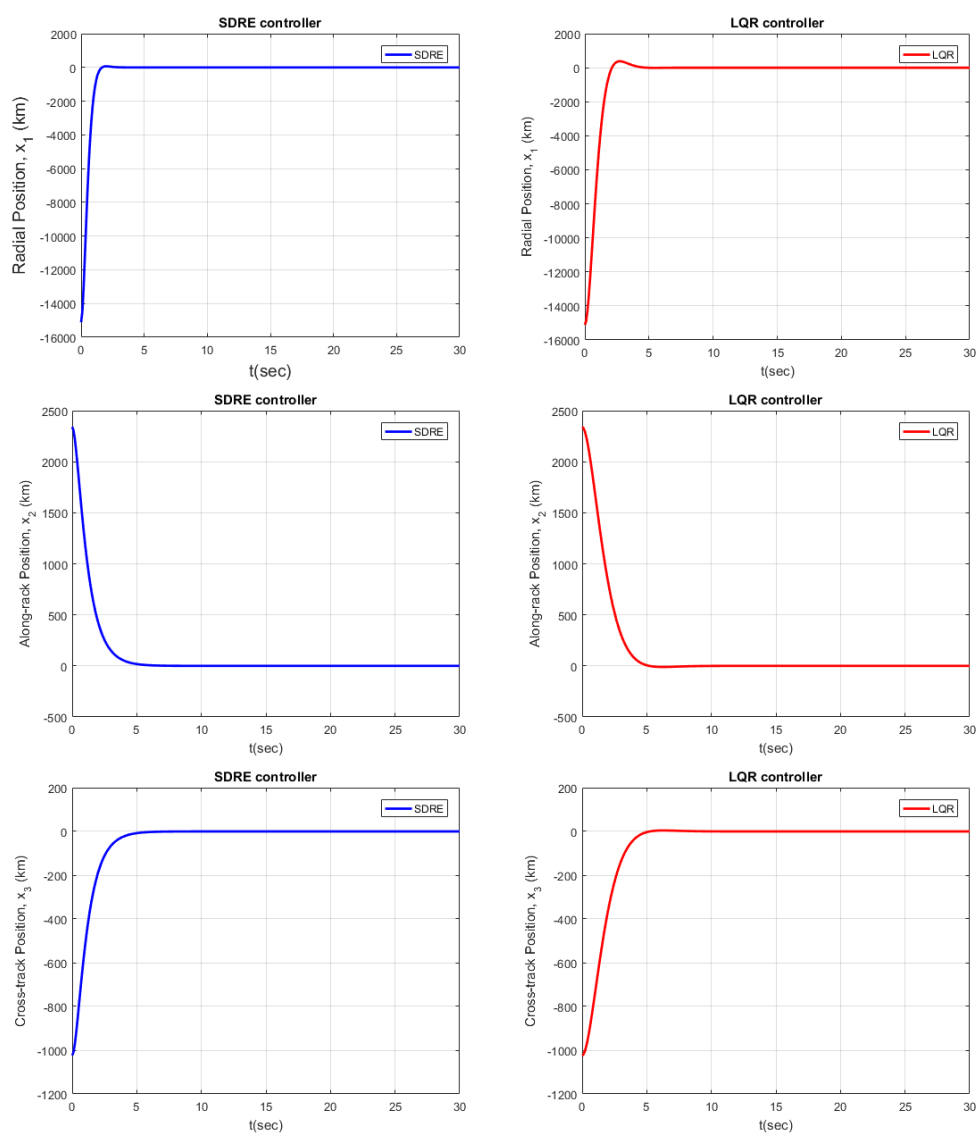 SDRE controller
SDRE
2000
0
-2000
-4000
-6000
-8000
-10000
-12000
-14000
-16000
Radial Position, x1 (km)
0 5 10 15 20 25 30
t(sec)
LQR controller
LQR
2000
0
-2000
-4000
-6000
-8000
-10000
-12000
-14000
-16000
Radial Position, x1 (km)
0 5 10 15 20 25 30
t(sec)
SDRE controller
SDRE
2500
2000
1500
1000
500
0
-500
Along-rack Position, x2 (km)
0 5 10 15 20 25 30
t(sec)
LQR controller
LQR
2500
2000
1500
1000
500
0
-500
Along-rack Position, x2 (km)
0 5 10 15 20 25 30
t(sec)
SDRE controller
SDRE
200
0
-200
-400
-600
-800
-1000
-1200
Cross-track Position, x3 (km)
0 5 10 15 20 25 30
t(sec)
LQR controller
LQR
200
0
-200
-400
-600
-800
-1000
-1200
Cross-track Position, x3 (km)
0 5 10 15 20 25 30
t(sec)